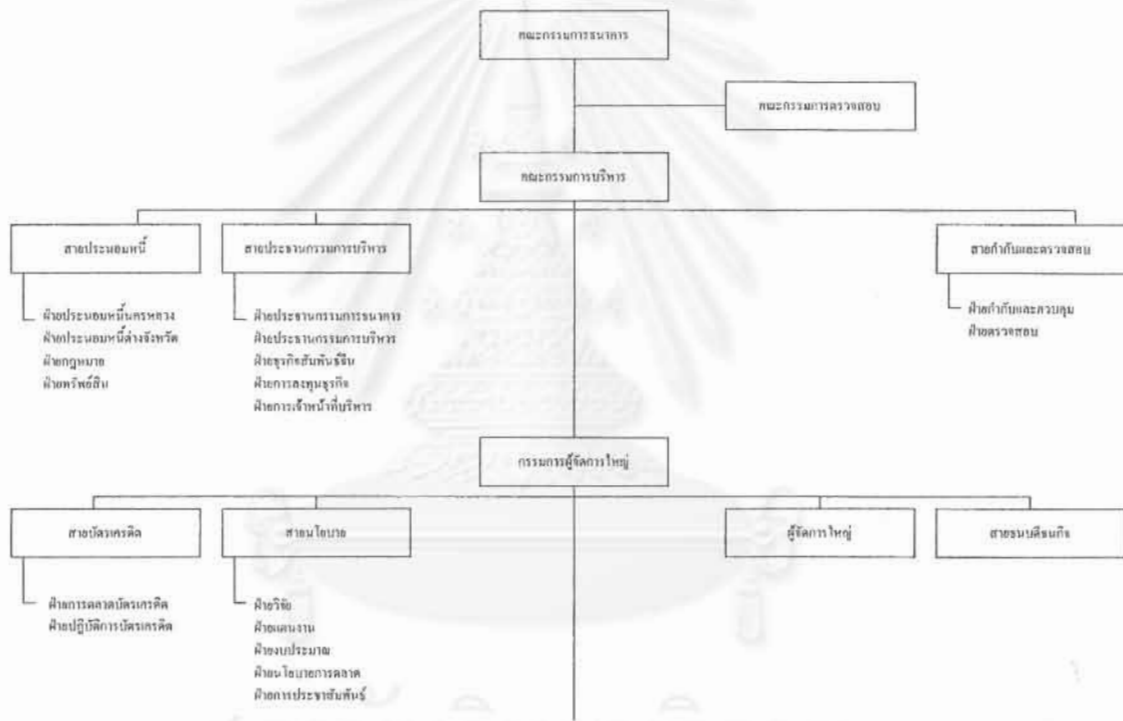 คณะกรรมการธนาคาร
คณะกรรมการตรวจสอบ
คณะกรรมการบริหาร
สายประนอมหนี้
สายประธานกรรมการบริหาร
สายกำกับและตรวจสอบ
ฝ่ายประนอมหนี้นครหลวง
ฝ่ายประนอมหนี้ต่างจังหวัด
ฝ่ายกฎหมาย
ฝ่ายทรัพย์สิน
ฝ่ายประธานกรรมการธนาคาร
ฝ่ายประธานกรรมการบริหาร
ฝ่ายธุรกิจสัมพันธ์จีน
ฝ่ายการลงทุนธุรกิจ
ฝ่ายการเจ้าหน้าที่บริหาร
ฝ่ายกำกับและควบคุม
ฝ่ายตรวจสอบ
กรรมการผู้จัดการใหญ่
สายบัตรเครดิต
สายนโยบาย
ผู้จัดการใหญ่
สายธนบดีธนกิจ
ฝ่ายการตลาดบัตรเครดิต
ฝ่ายปฏิบัติการบัตรเครดิต
ฝ่ายวิจัย
ฝ่ายแผนงาน
ฝ่ายงบประมาณ
ฝ่ายนโยบายการตลาด
ฝ่ายการประชาสัมพันธ์